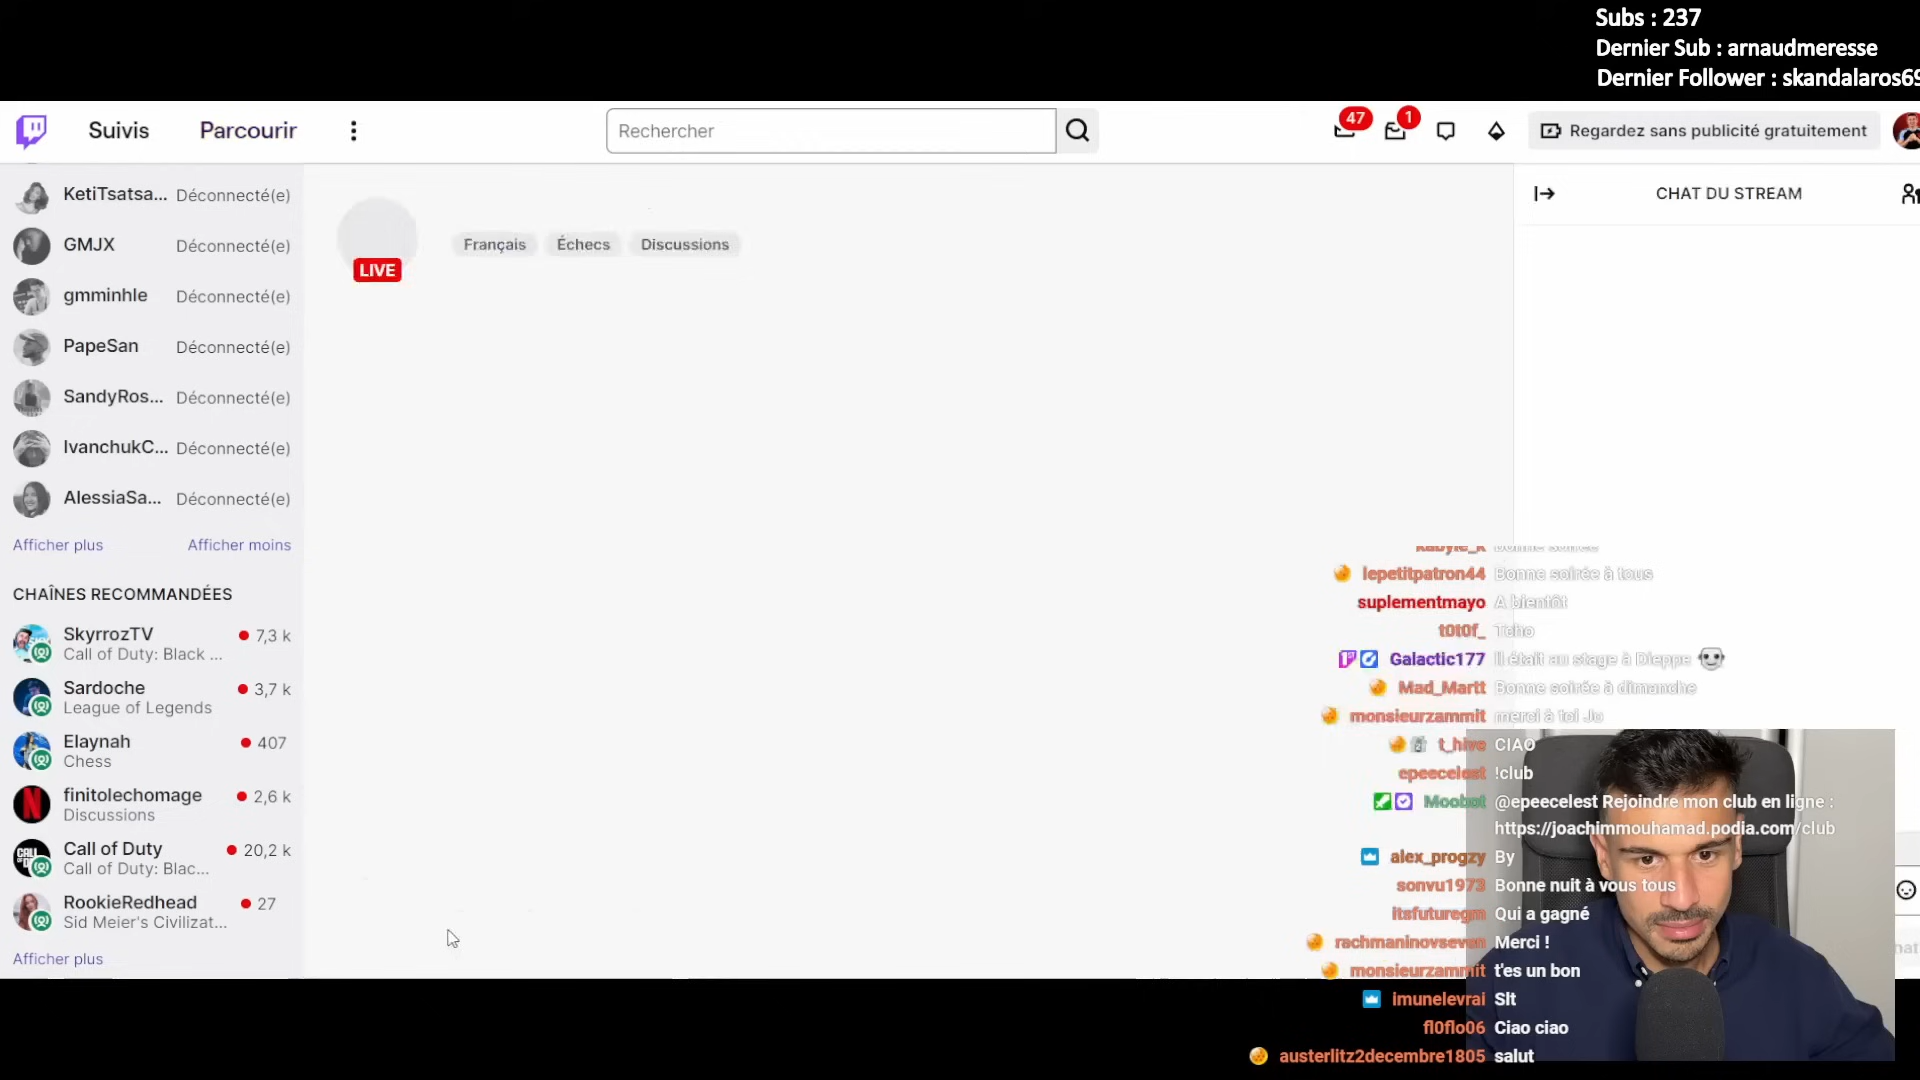 Subs : 237
Dernier Sub : arnaudmeresse
Dernier Follower : skandalaros69
Suivis
Parcourir
Rechercher
47
1
Regardez sans publicité gratuitement
KetiTsatsa... Déconnecté(e)
GMJX Déconnecté(e)
gmminhle Déconnecté(e)
PapeSan Déconnecté(e)
SandyRos... Déconnecté(e)
IvanchukC... Déconnecté(e)
AlessiaSa... Déconnecté(e)
Afficher plus Afficher moins
CHAÎNES RECOMMANDÉES
SkyrrozTV 7,3 k
Call of Duty: Black ...
Sardoche 3,7 k
League of Legends
Elaynah 407
Chess
finitolechomage 2,6 k
Discussions
Call of Duty 20,2 k
Call of Duty: Blac...
RookieRedhead 27
Sid Meier's Civilizat...
Afficher plus
LIVE
Français Échecs Discussions
CHAT DU STREAM
kabyle_k Bonne soirée
lepetitpatron44 Bonne soirée à tous
suplementmayo A bientôt
t0t0f_ Tcho
Galactic177 Il était au stage à Dieppe
Mad_Martt Bonne soirée à dimanche
monsieurzammit merci à toi Jo
t_hivo CIAO
epeecelest !club
Moobot @epeecelest Rejoindre mon club en ligne :
https://joachimmouhamad.podia.com/club
alex_progzy By
sonvu1973 Bonne nuit à vous tous
itsfuturegm Qui a gagné
rachmaninovseven Merci !
monsieurzammit t'es un bon
imunelevrai Slt
fl0flo06 Ciao ciao
austerlitz2decembre1805 salut